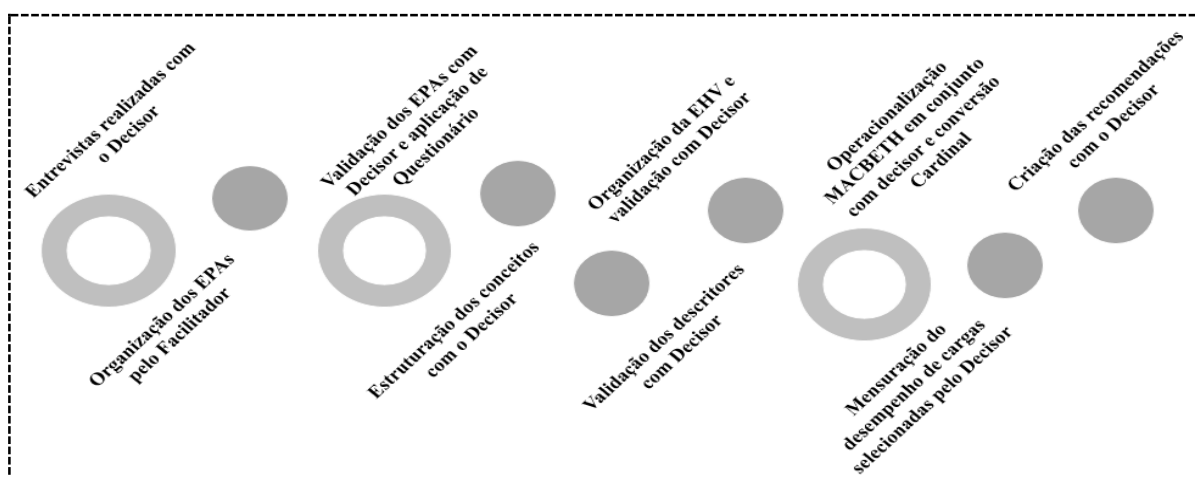 Entrevistas realizadas com
o Decisor
Organização dos EPAs
pelo Facilitador
Validação dos EPAs com
Decisor e aplicação de
Questionário
Estruturação dos conceitos
com o Decisor
Organização da EHV e
validação com Decisor
Validação dos descritores
com Decisor
Operacionalização
MACBETH em conjunto
com decisor e conversão
Cardinal
Mensuração do
desempenho de cargas
selecionadas pelo Decisor
Criação das recomendações
com o Decisor